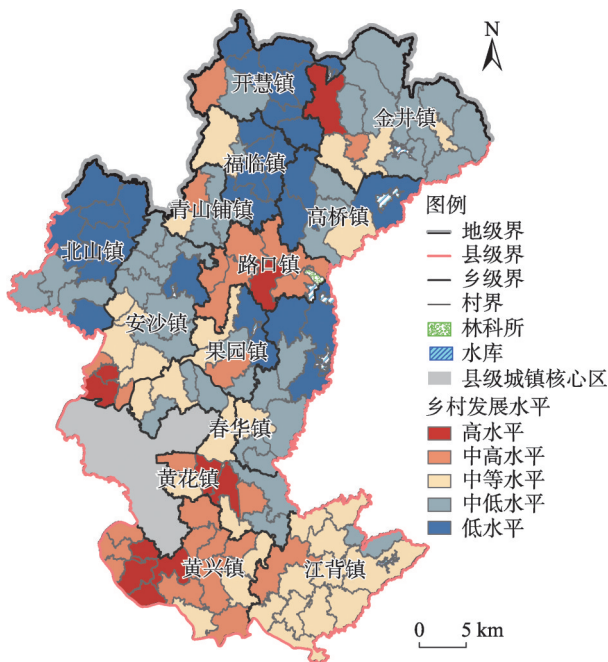 N
开慧镇
金井镇
福临镇
青山铺镇
高桥镇
北山镇
路口镇
安沙镇
果园镇
春华镇
黄花镇
黄兴镇
江背镇
图例
地级界
县级界
乡级界
村界
林科所
水库
县级城镇核心区
乡村发展水平
高水平
中高水平
中等水平
中低水平
低水平
0 5 km